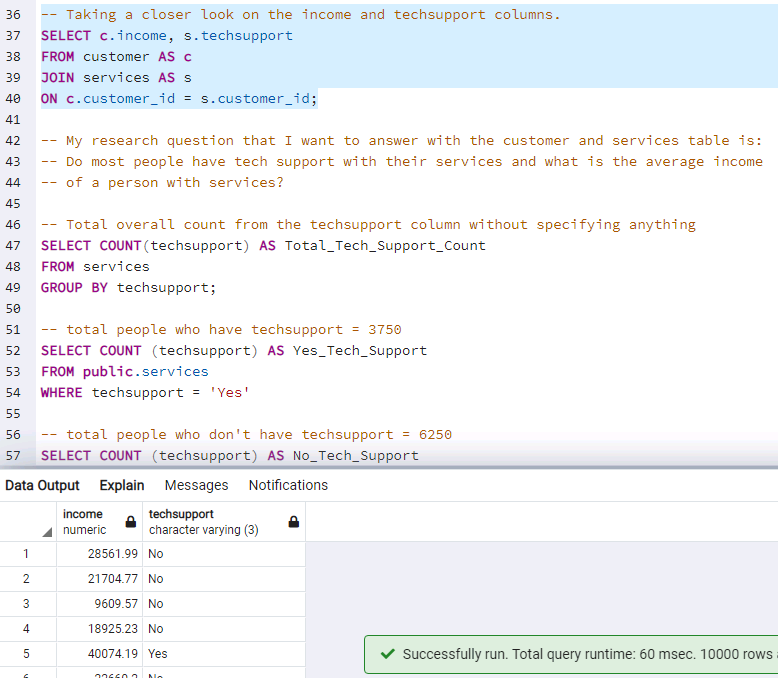 36 -- Taking a closer look on the income and techsupport columns.
37 SELECT c.income, s.techsupport
38 FROM customer AS c
39 JOIN services AS s
40 ON c.customer_id = s.customer_id;
41
42 -- My research question that I want to answer with the customer and services table is:
43 -- Do most people have tech support with their services and what is the average income
44 -- of a person with services?
45
46 -- Total overall count from the techsupport column without specifying anything
47 SELECT COUNT(techsupport) AS Total_Tech_Support_Count
48 FROM services
49 GROUP BY techsupport;
50
51 -- total people who have techsupport = 3750
52 SELECT COUNT (techsupport) AS Yes_Tech_Support
53 FROM public.services
54 WHERE techsupport = 'Yes'
55
56 -- total people who don't have techsupport = 6250
57 SELECT COUNT (techsupport) AS No_Tech_Support
Data Output Explain Messages Notifications
income techsupport
numeric character varying (3)
1 28561.99 No
2 21704.77 No
3 9609.57 No
4 18925.23 No
5 40074.19 Yes
Successfully run. Total query runtime: 60 msec. 10000 rows